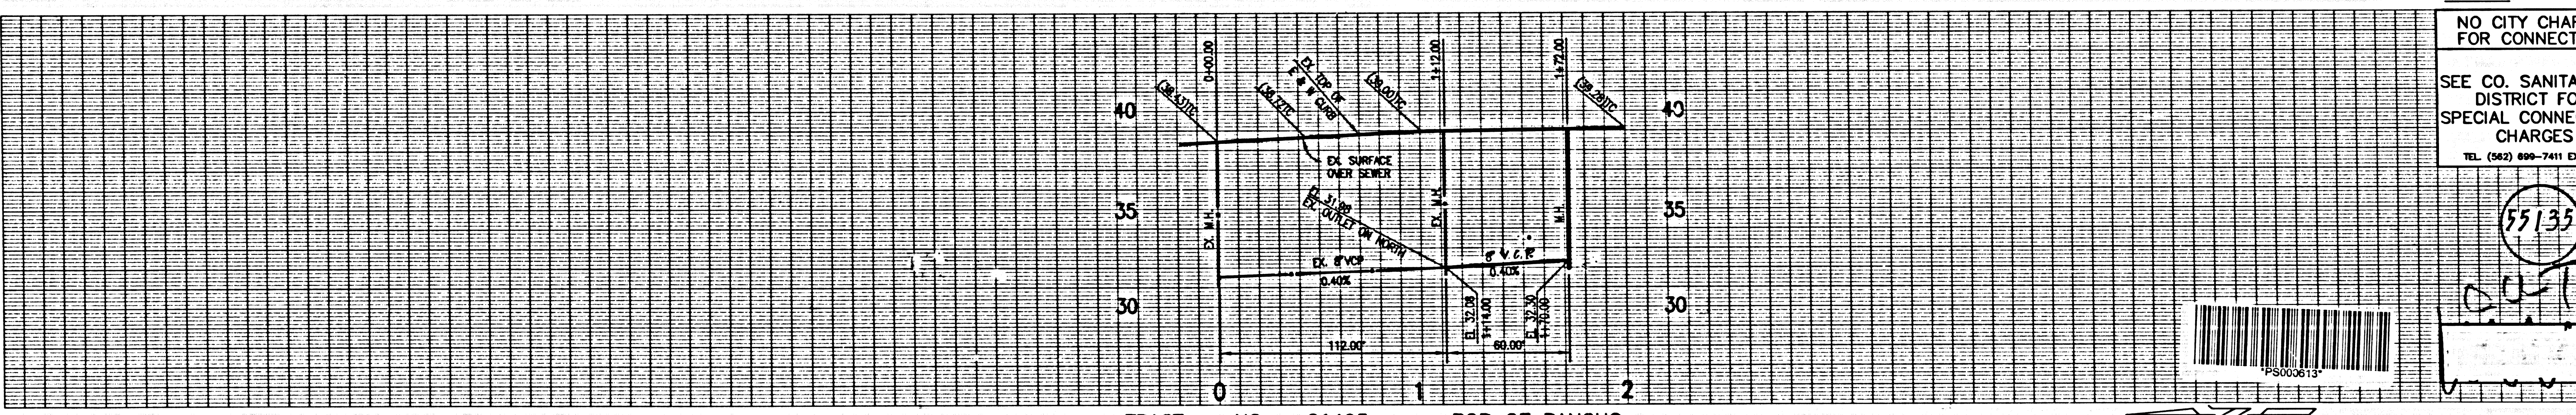 NO CITY CHAR
FOR CONNECT
SEE CO. SANITA
DISTRICT FO
SPECIAL CONNE
CHARGES
TEL. (562) 699-7411 EX
55135
0+00.00
1+12.00
1+72.00
(38.43)TC
(38.72)TC
EX. TOP OF
E & W CURB
(39.00)TC
(39.28)TC
40
40
EX. SURFACE
OVER SEWER
EL. 31.98
EX. OUTLET ON NORTH
35
35
EX. M.H.
EX. M.H.
M.H.
EX. 8" VCP
0.40%
8" V.C.P.
0.40%
30
30
EL. 32.08
1+14.00
EL. 32.30
1+70.00
112.00'
60.00'
0
1
2
*PS000613*